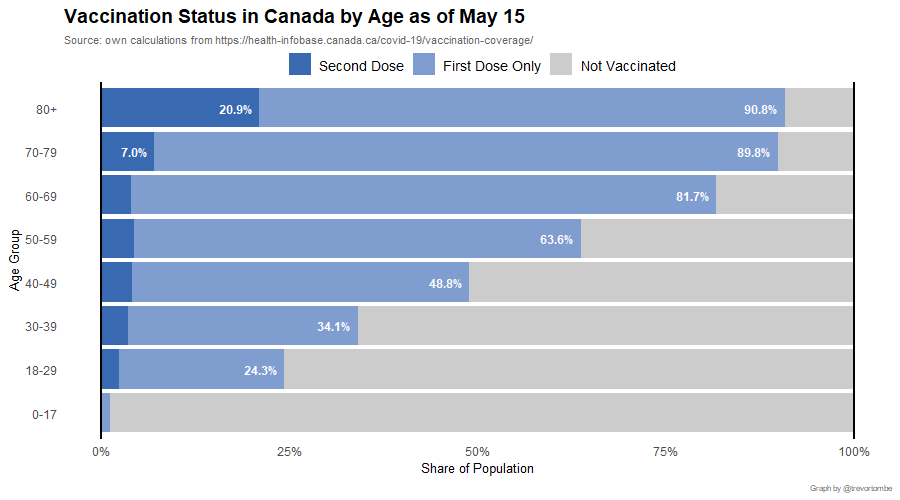 Vaccination Status in Canada by Age as of May 15
Source: own calculations from https://health-infobase.canada.ca/covid-19/vaccination-coverage/
Second Dose First Dose Only Not Vaccinated
80+ 20.9% 90.8%
70-79 7.0% 89.8%
60-69 81.7%
50-59 63.6%
Age Group
40-49 48.8%
30-39 34.1%
18-29 24.3%
0-17
0% 25% 50% 75% 100%
Share of Population
Graph by @trevortombe